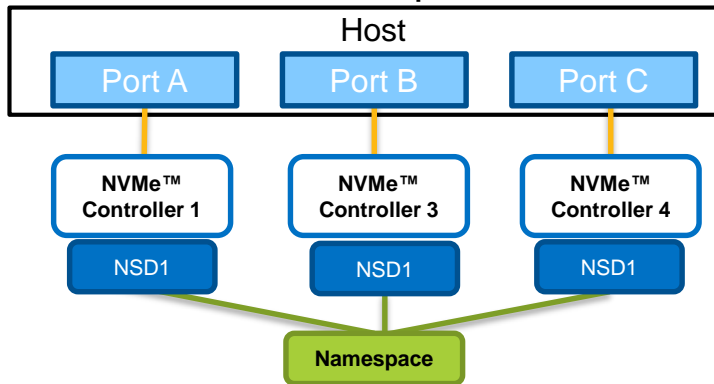 Host
Port A
Port B
Port C
NVMe™
Controller 1
NVMe™
Controller 3
NVMe™
Controller 4
NSD1
NSD1
NSD1
Namespace